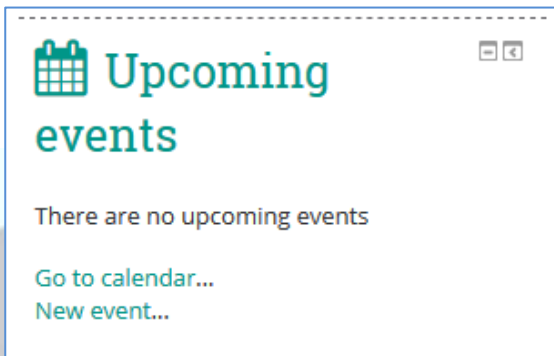 Upcoming
events
There are no upcoming events
Go to calendar...
New event...